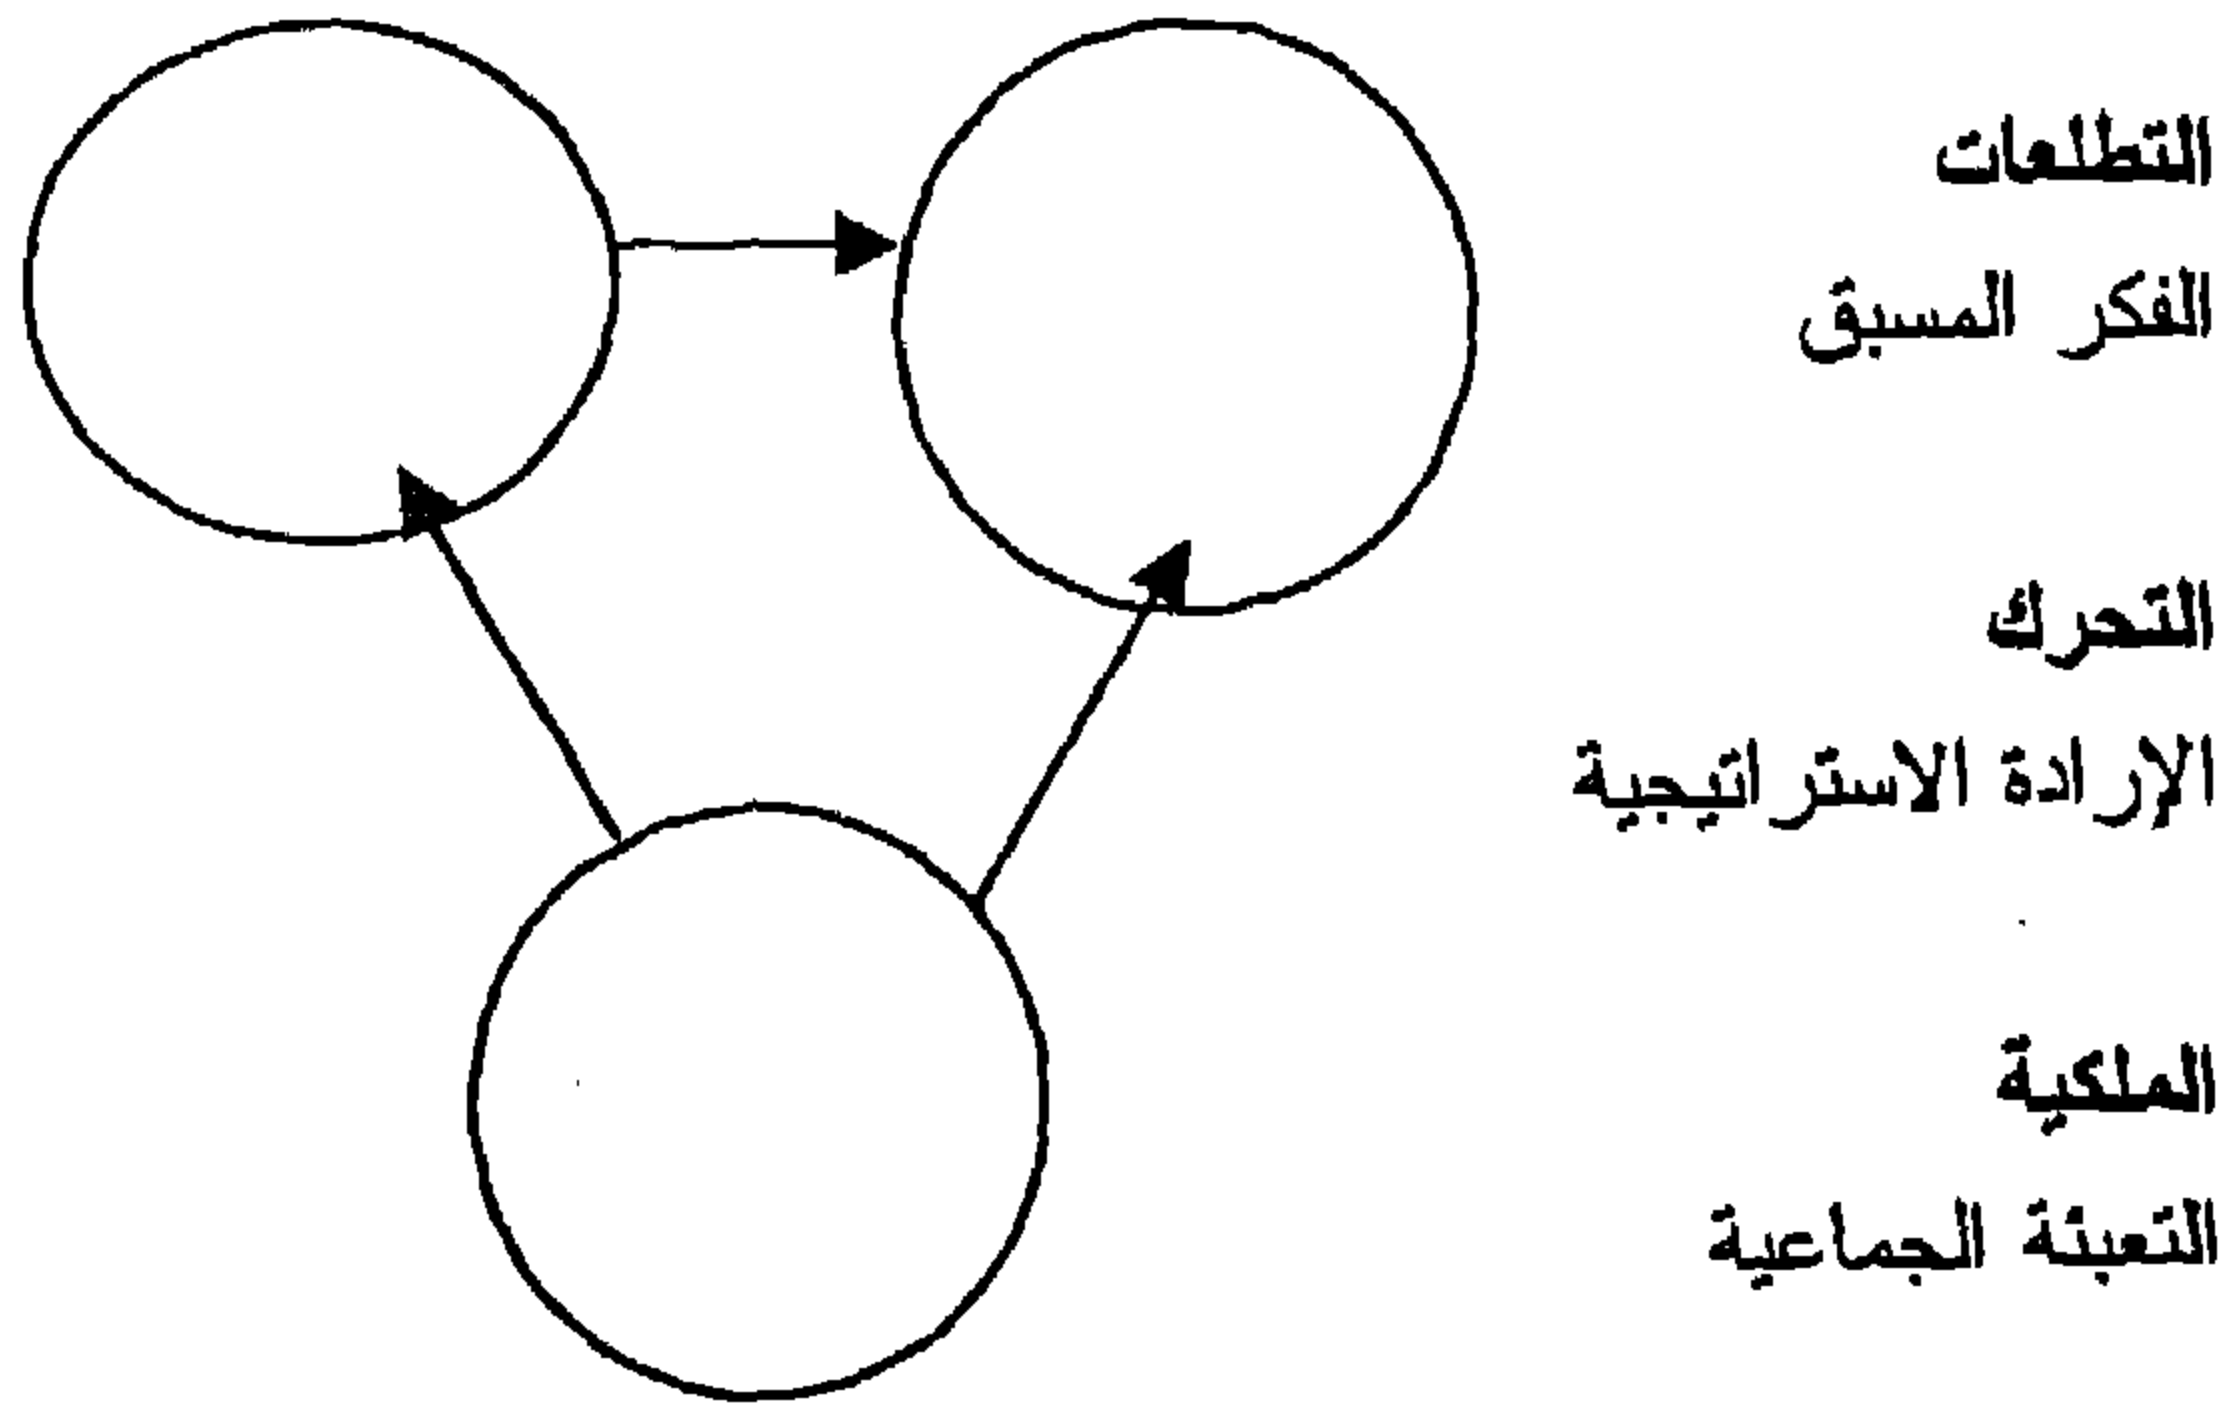 التطلعات
الفكر المسبق
التحرك
الإرادة الاستراتيجية
الملكية
التعبئة الجماعية